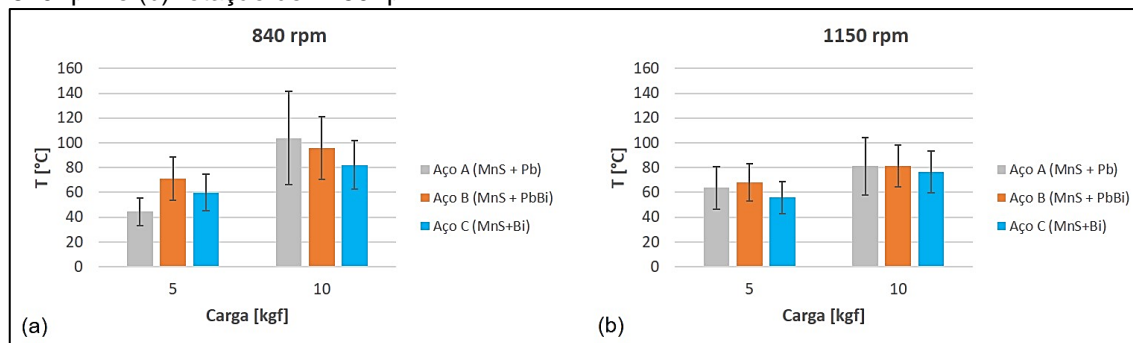 840 rpm
160
140
120
100
80
60
40
20
0
T [°C]
5
10
Carga [kgf]
Aço A (MnS + Pb)
Aço B (MnS + PbBi)
Aço C (MnS+Bi)
(a)
1150 rpm
160
140
120
100
80
60
40
20
0
T [°C]
5
10
Carga [kgf]
Aço A (MnS + Pb)
Aço B (MnS + PbBi)
Aço C (MnS+Bi)
(b)